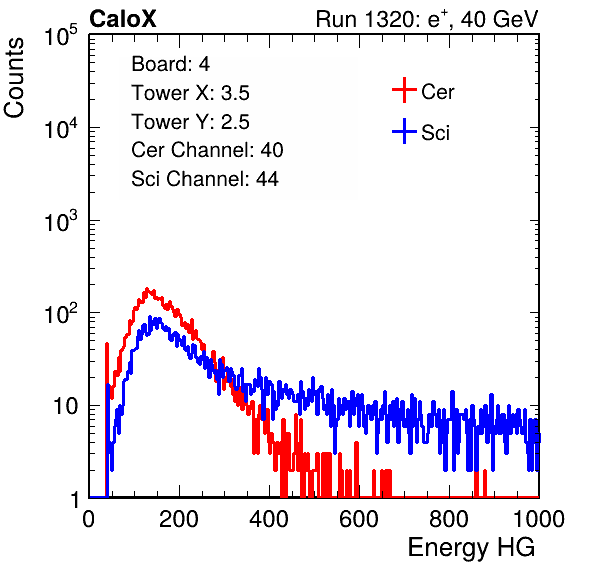 CaloX Run 1320: e⁺, 40 GeV
Counts
Board: 4
Tower X: 3.5
Tower Y: 2.5
Cer Channel: 40
Sci Channel: 44
Cer
Sci
10⁵
10⁴
10³
10²
10
1
0 200 400 600 800 1000
Energy HG